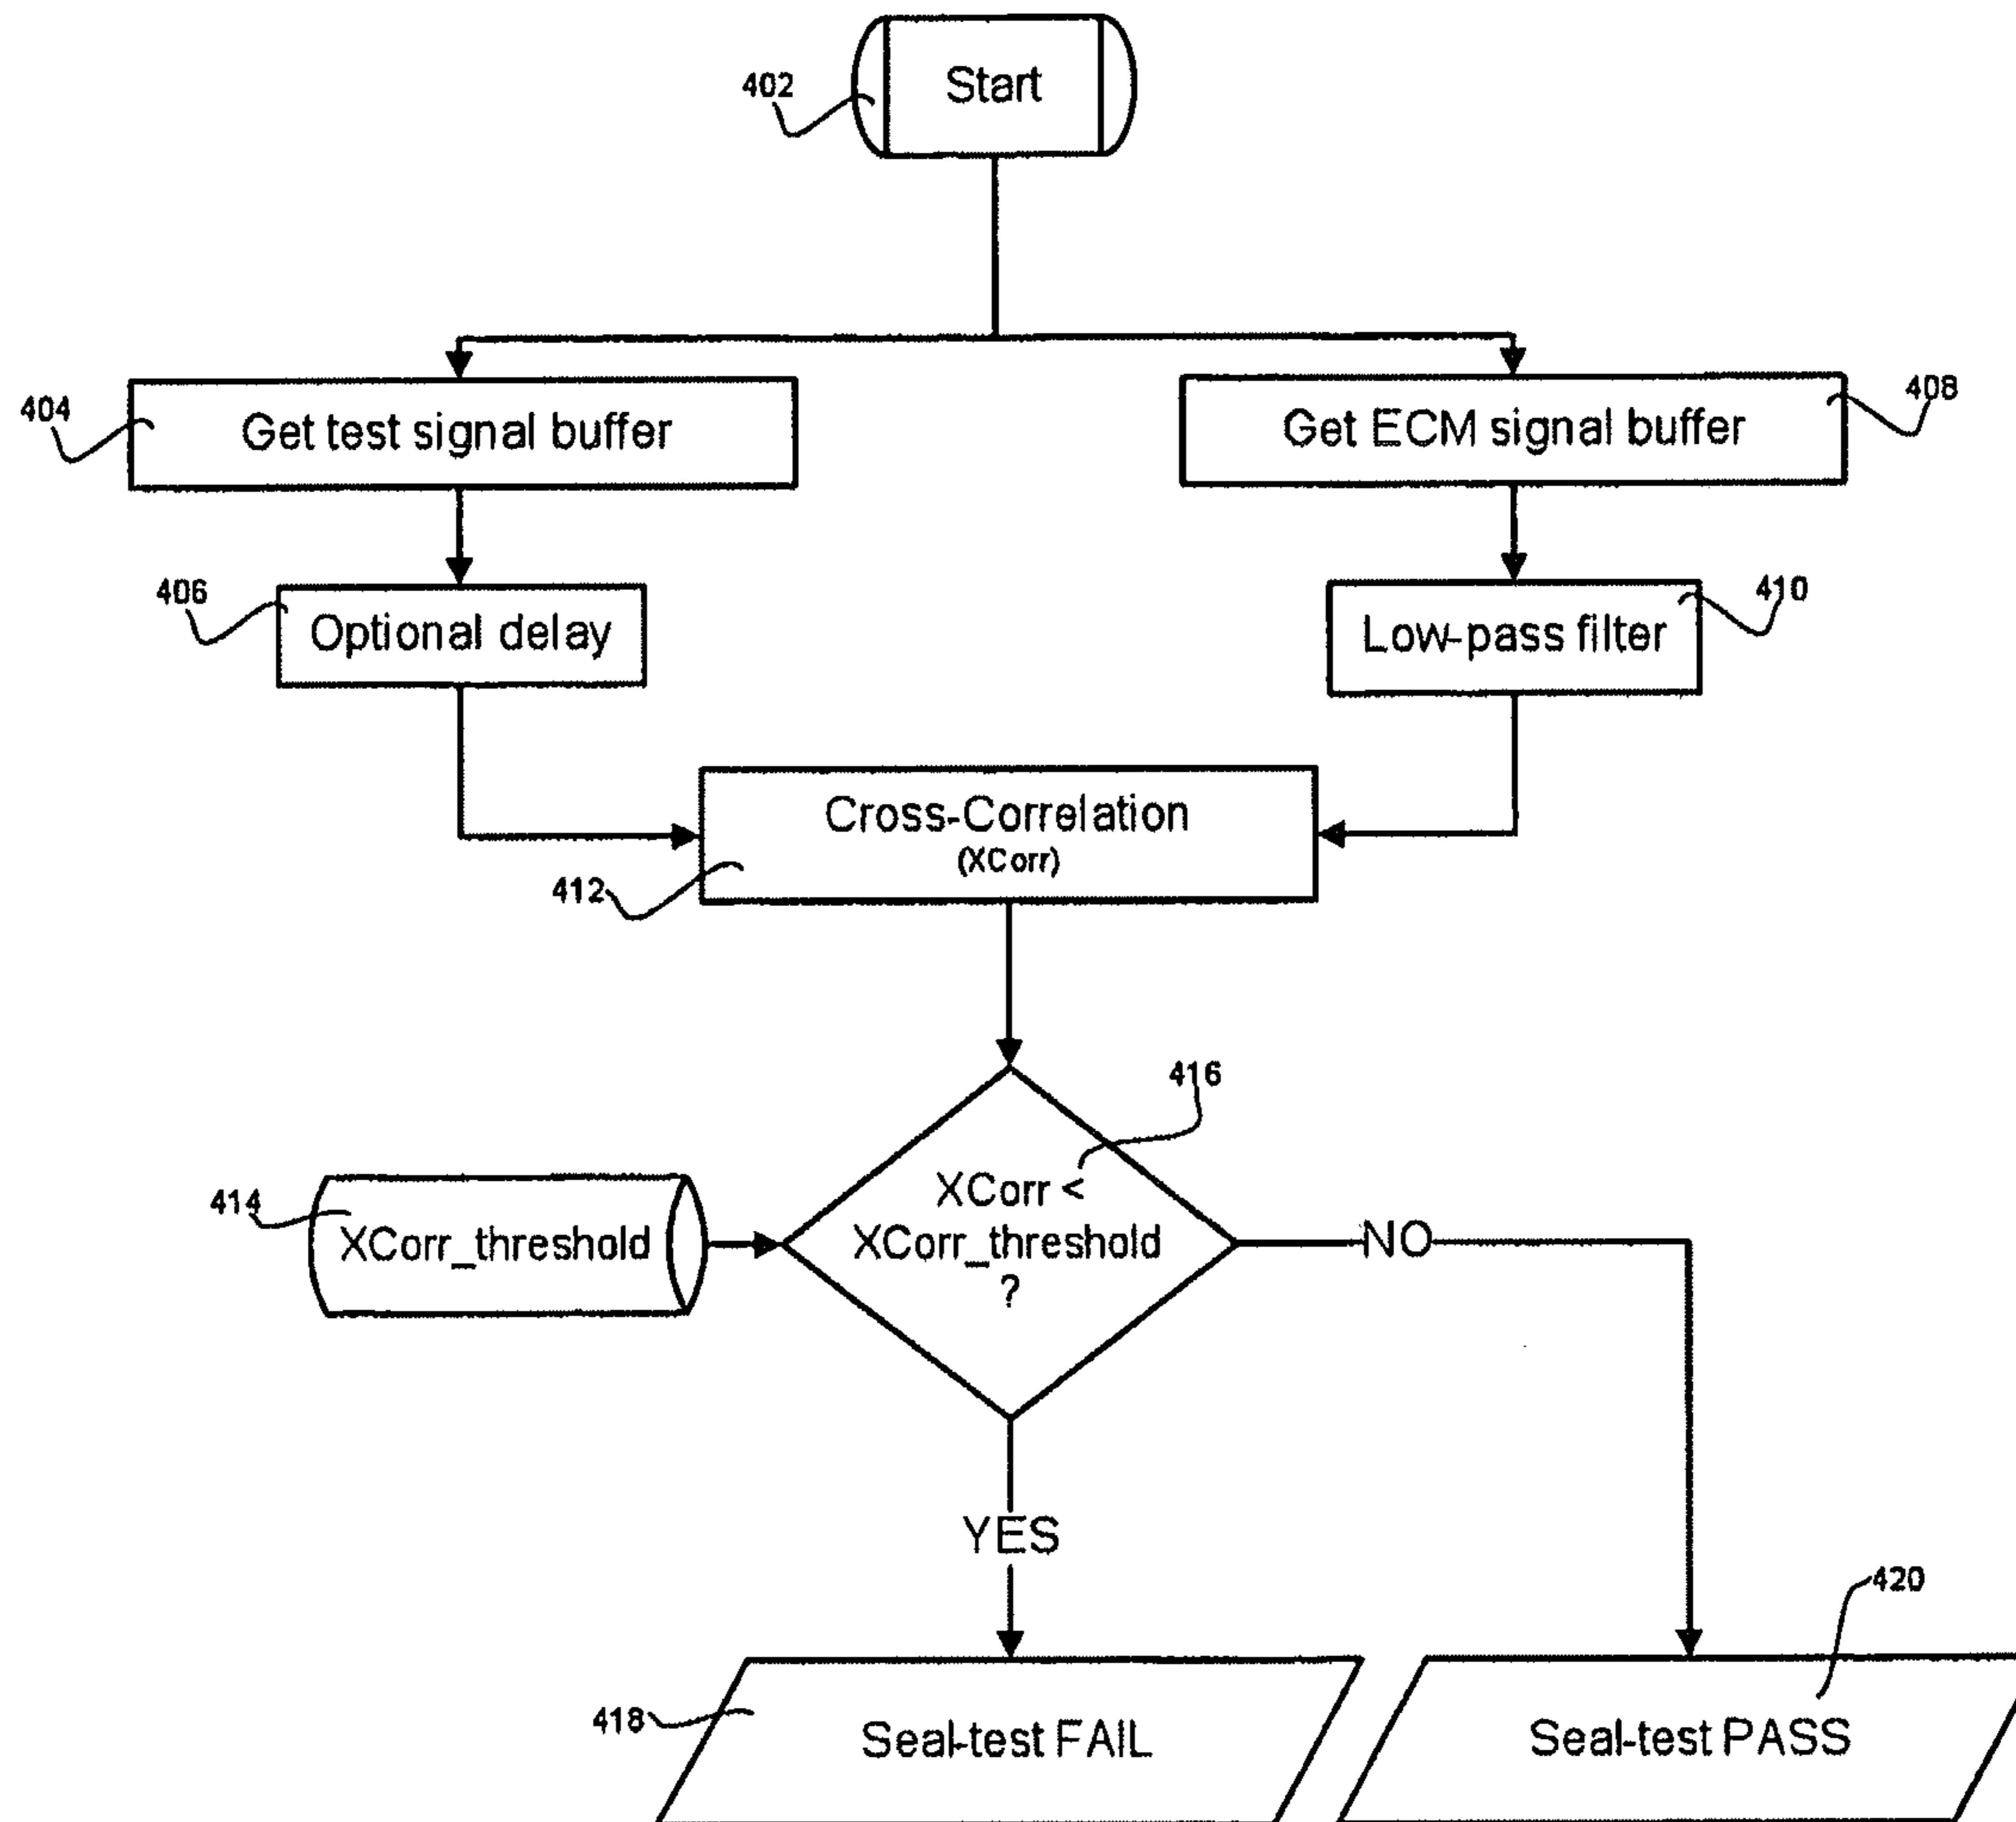 402
Start
404
Get test signal buffer
Get ECM signal buffer
408
406
Optional delay
Low-pass filter
410
Cross-Correlation
(XCorr)
412
416
414
XCorr_threshold
XCorr <
XCorr_threshold
?
NO
YES
420
418
Seal-test FAIL
Seal-test PASS